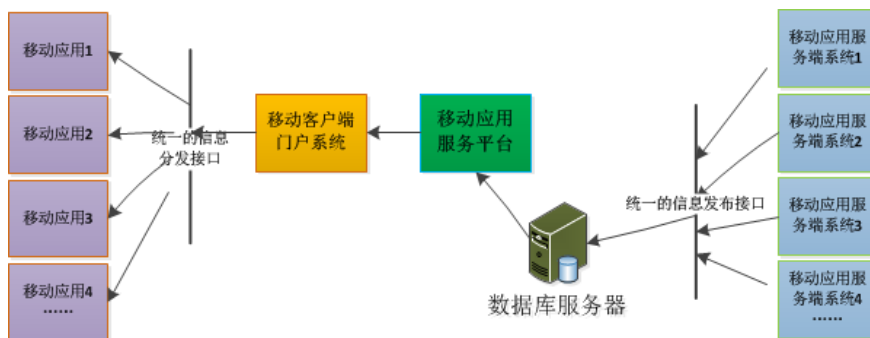 移动应用1
移动应用2
移动应用3
移动应用4
……
统一的信息
分发接口
移动客户端
门户系统
移动应用
服务平台
数据库服务器
统一的信息发布接口
移动应用服
务端系统1
移动应用服
务端系统2
移动应用服
务端系统3
移动应用服
务端系统4
……